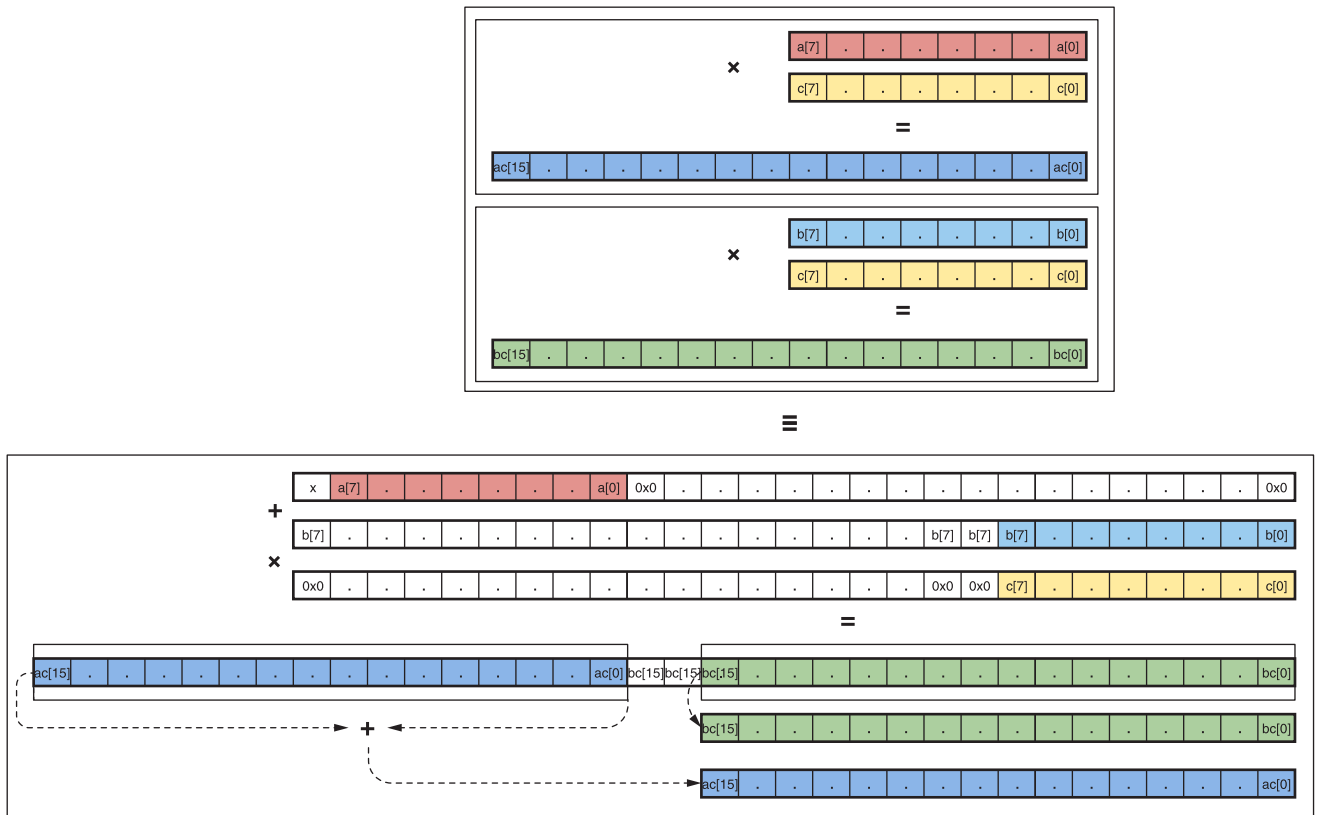 a[7] . . . . . . a[0]
×
c[7] . . . . . . c[0]
=
ac[15] . . . . . . . . . . . . . . ac[0]
b[7] . . . . . . b[0]
×
c[7] . . . . . . c[0]
=
bc[15] . . . . . . . . . . . . . . bc[0]
≡
x a[7] . . . . . . a[0] 0x0 . . . . . . . . . . . . . . . . 0x0
+
b[7] . . . . . . . . . . . . . . . . b[7] b[7] b[7] . . . . . . b[0]
×
0x0 . . . . . . . . . . . . . . . . 0x0 0x0 c[7] . . . . . . c[0]
=
ac[15] . . . . . . . . . . . . . . ac[0] bc[15] bc[15] bc[15] . . . . . . . . . . . . . . bc[0]
+
bc[15] . . . . . . . . . . . . . . bc[0]
ac[15] . . . . . . . . . . . . . . ac[0]